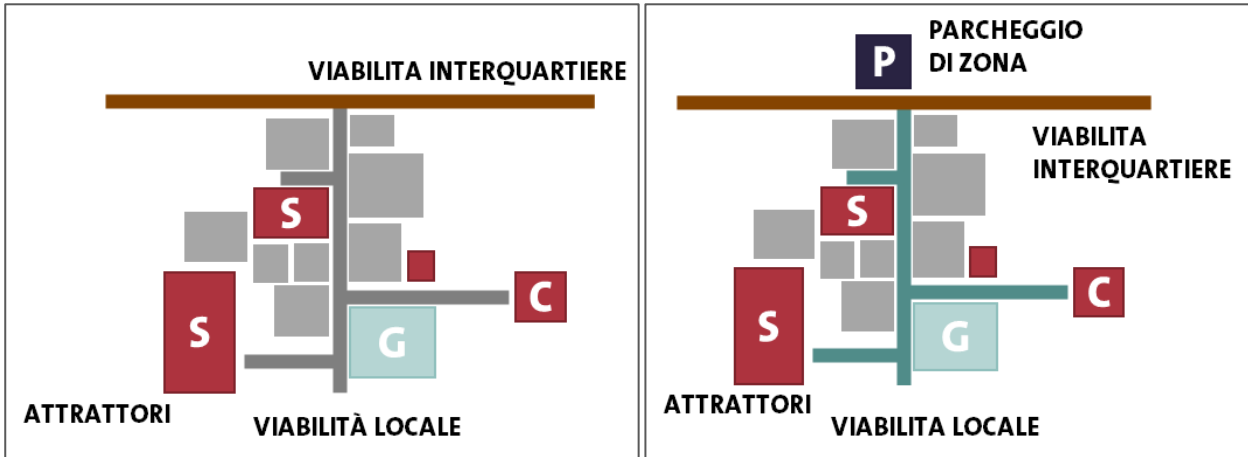 VIABILITA INTERQUARTIERE
S
S
C
G
ATTRATTORI
VIABILITÀ LOCALE
P
PARCHEGGIO
DI ZONA
VIABILITA
INTERQUARTIERE
S
S
C
G
ATTRATTORI
VIABILITA LOCALE